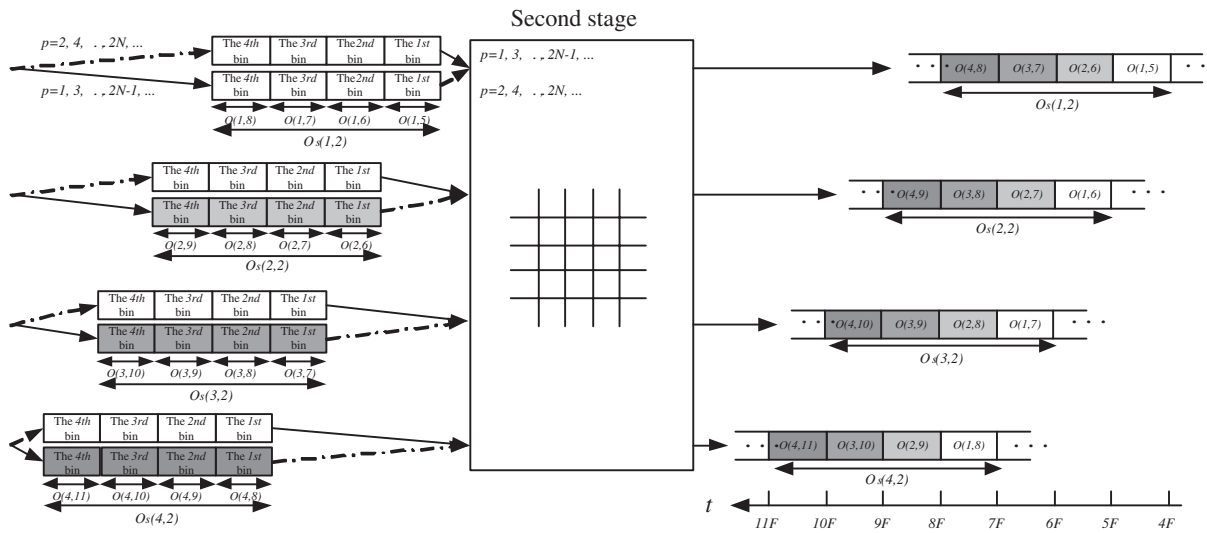 Second stage
p=2, 4, . ., 2N, ...
The 4th bin The 3rd bin The 2nd bin The 1st bin
p=1, 3, . ., 2N-1, ...
The 4th bin The 3rd bin The 2nd bin The 1st bin
O(1,8) O(1,7) O(1,6) O(1,5)
Os(1,2)
p=1, 3, . ., 2N-1, ...
p=2, 4, . ., 2N, ...
· · · O(4,8) O(3,7) O(2,6) O(1,5) · ·
Os(1,2)
The 4th bin The 3rd bin The 2nd bin The 1st bin
The 4th bin The 3rd bin The 2nd bin The 1st bin
O(2,9) O(2,8) O(2,7) O(2,6)
Os(2,2)
· · · O(4,9) O(3,8) O(2,7) O(1,6) · · ·
Os(2,2)
The 4th bin The 3rd bin The 2nd bin The 1st bin
The 4th bin The 3rd bin The 2nd bin The 1st bin
O(3,10) O(3,9) O(3,8) O(3,7)
Os(3,2)
· · · O(4,10) O(3,9) O(2,8) O(1,7) · · ·
Os(3,2)
The 4th bin The 3rd bin The 2nd bin The 1st bin
The 4th bin The 3rd bin The 2nd bin The 1st bin
O(4,11) O(4,10) O(4,9) O(4,8)
Os(4,2)
· · · O(4,11) O(3,10) O(2,9) O(1,8) · · ·
Os(4,2)
t
11F 10F 9F 8F 7F 6F 5F 4F